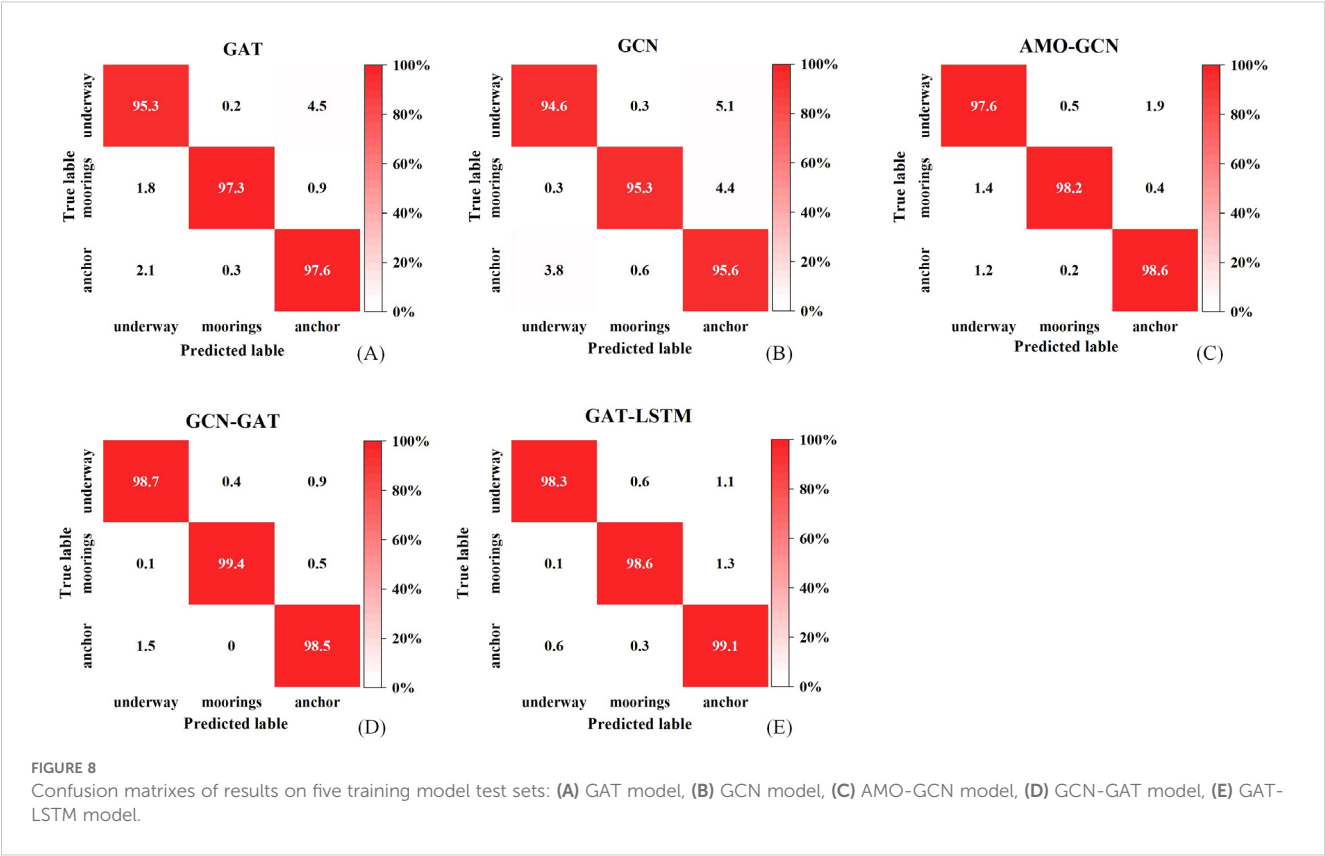 GAT
underway 95.3 0.2 4.5
True lable moorings 1.8 97.3 0.9
anchor 2.1 0.3 97.6
underway moorings anchor
Predicted lable
100%
80%
60%
40%
20%
0%
(A)
GCN
underway 94.6 0.3 5.1
True lable moorings 0.3 95.3 4.4
anchor 3.8 0.6 95.6
underway moorings anchor
Predicted lable
100%
80%
60%
40%
20%
0%
(B)
AMO-GCN
underway 97.6 0.5 1.9
True lable moorings 1.4 98.2 0.4
anchor 1.2 0.2 98.6
underway moorings anchor
Predicted lable
100%
80%
60%
40%
20%
0%
(C)
GCN-GAT
underway 98.7 0.4 0.9
True lable moorings 0.1 99.4 0.5
anchor 1.5 0 98.5
underway moorings anchor
Predicted lable
100%
80%
60%
40%
20%
0%
(D)
GAT-LSTM
underway 98.3 0.6 1.1
True lable moorings 0.1 98.6 1.3
anchor 0.6 0.3 99.1
underway moorings anchor
Predicted lable
100%
80%
60%
40%
20%
0%
(E)
FIGURE 8
Confusion matrixes of results on five training model test sets: (A) GAT model, (B) GCN model, (C) AMO-GCN model, (D) GCN-GAT model, (E) GAT-
LSTM model.